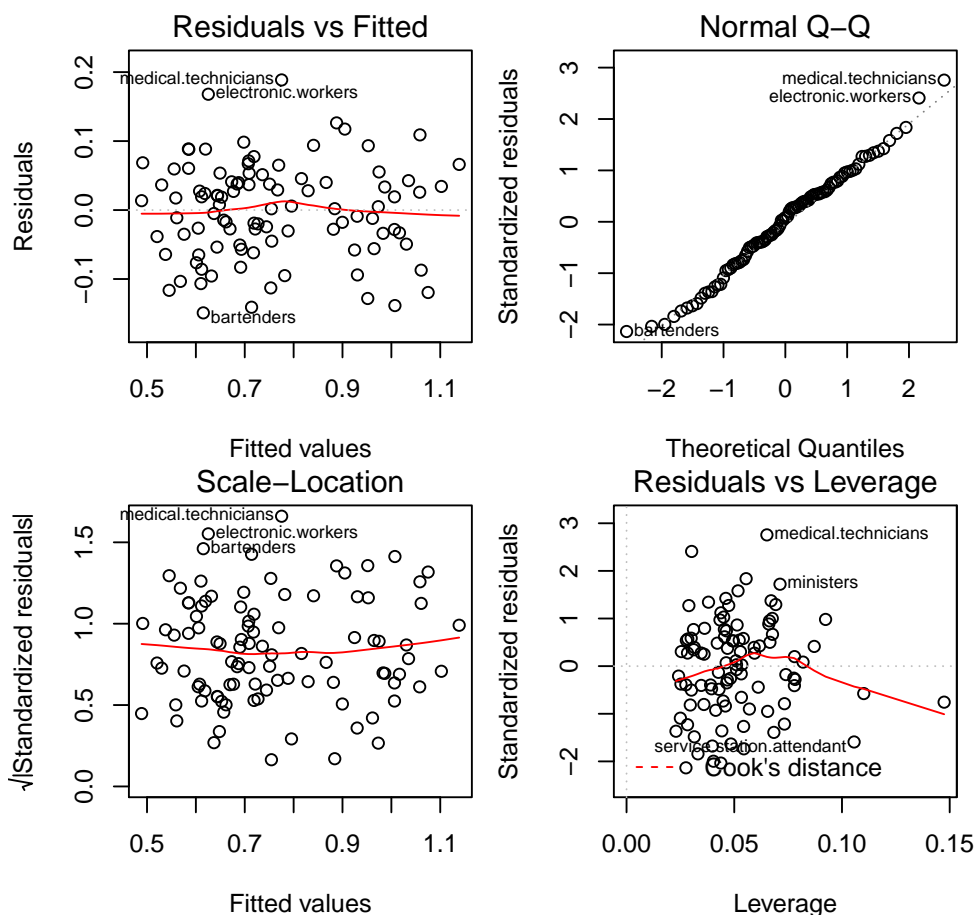 Residuals vs Fitted
medical.technicians
electronic.workers
bartenders
0.2
0.1
0.0
−0.1
Residuals
0.5 0.7 0.9 1.1
Fitted values
Normal Q−Q
medical.technicians
electronic.workers
bartenders
3
2
1
0
−1
−2
Standardized residuals
−2 −1 0 1 2
Theoretical Quantiles
Scale−Location
medical.technicians
electronic.workers
bartenders
1.5
1.0
0.5
0.0
√|Standardized residuals|
0.5 0.7 0.9 1.1
Fitted values
Residuals vs Leverage
medical.technicians
ministers
service.station.attendant
Cook's distance
3
2
1
0
−2
Standardized residuals
0.00 0.05 0.10 0.15
Leverage